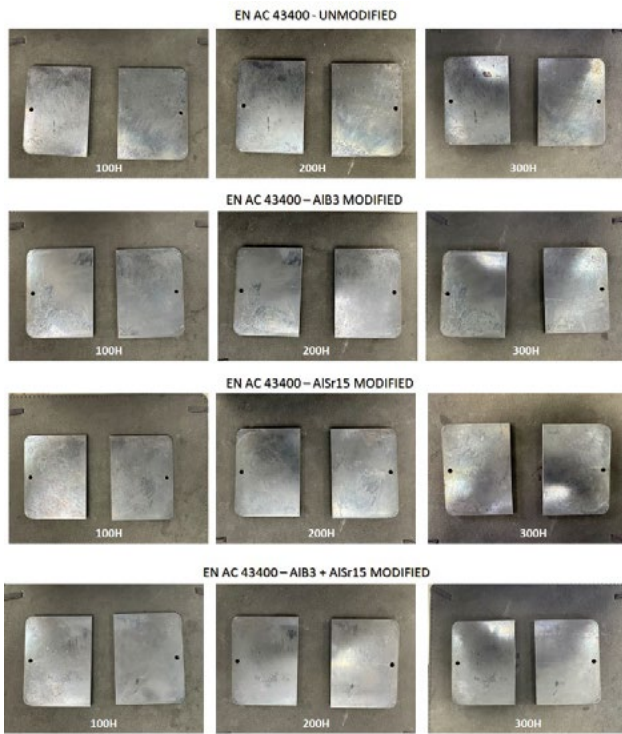 EN AC 43400 - UNMODIFIED
100H 200H 300H
EN AC 43400 – AlB3 MODIFIED
100H 200H 300H
EN AC 43400 – AlSr15 MODIFIED
100H 200H 300H
EN AC 43400 – AlB3 + AlSr15 MODIFIED
100H 200H 300H